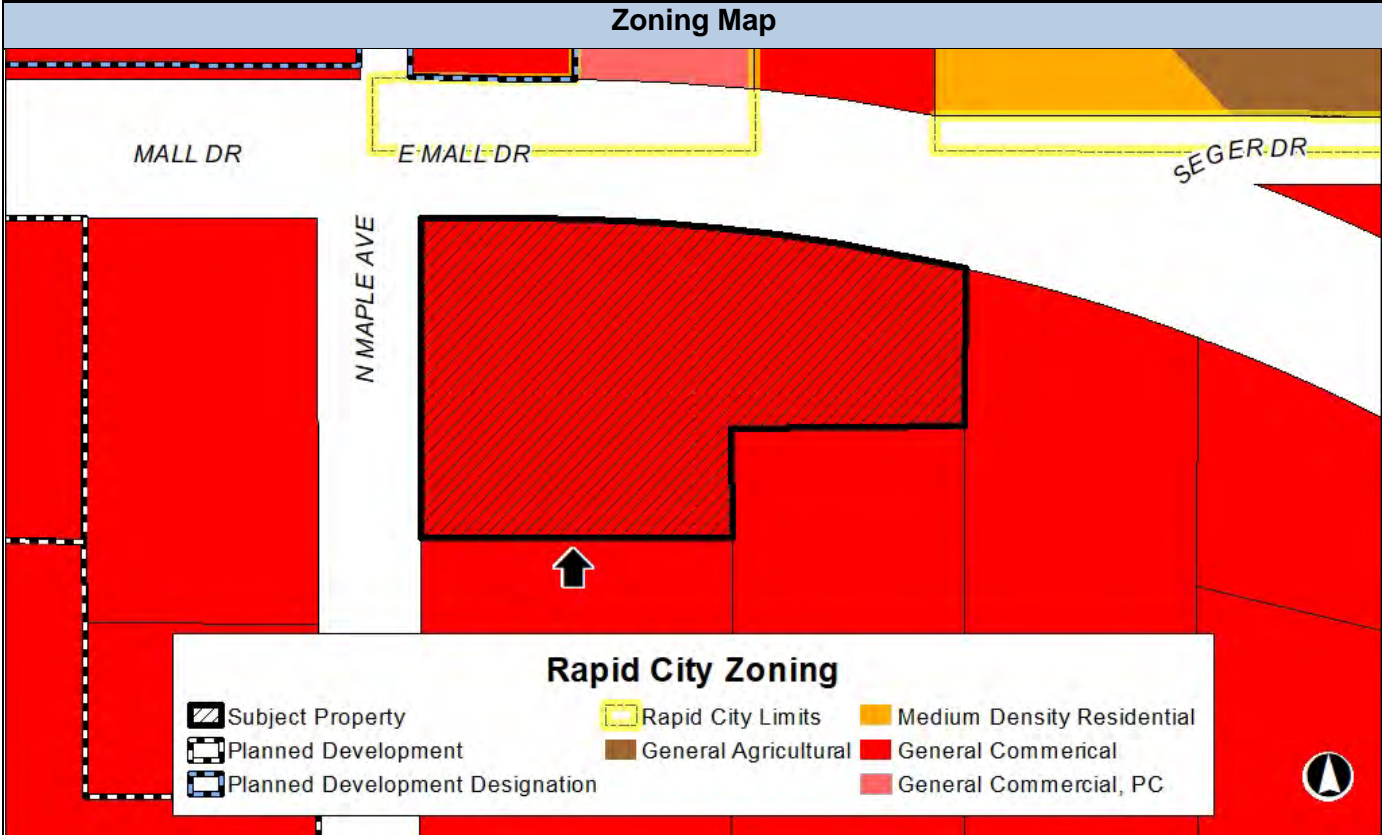 Zoning Map
MALL DR
E MALL DR
SEGER DR
N MAPLE AVE
Rapid City Zoning
Subject Property
Planned Development
Planned Development Designation
Rapid City Limits
General Agricultural
Medium Density Residential
General Commerical
General Commercial, PC